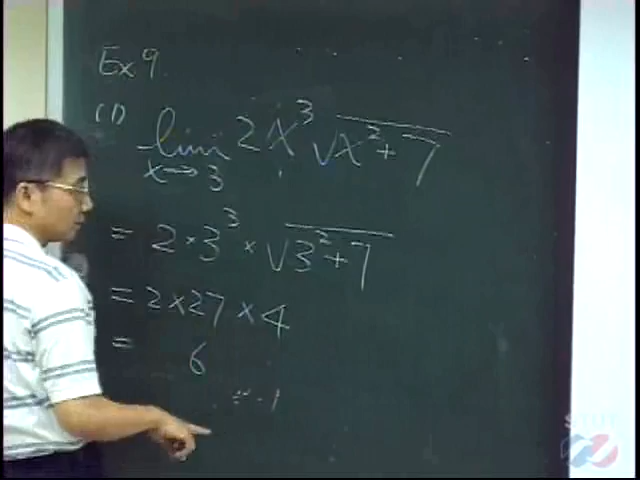 Ex 9
(1) lim x→3 2x³√x²+7
= 2×3³×√3²+7
= 2×27×4
= 6